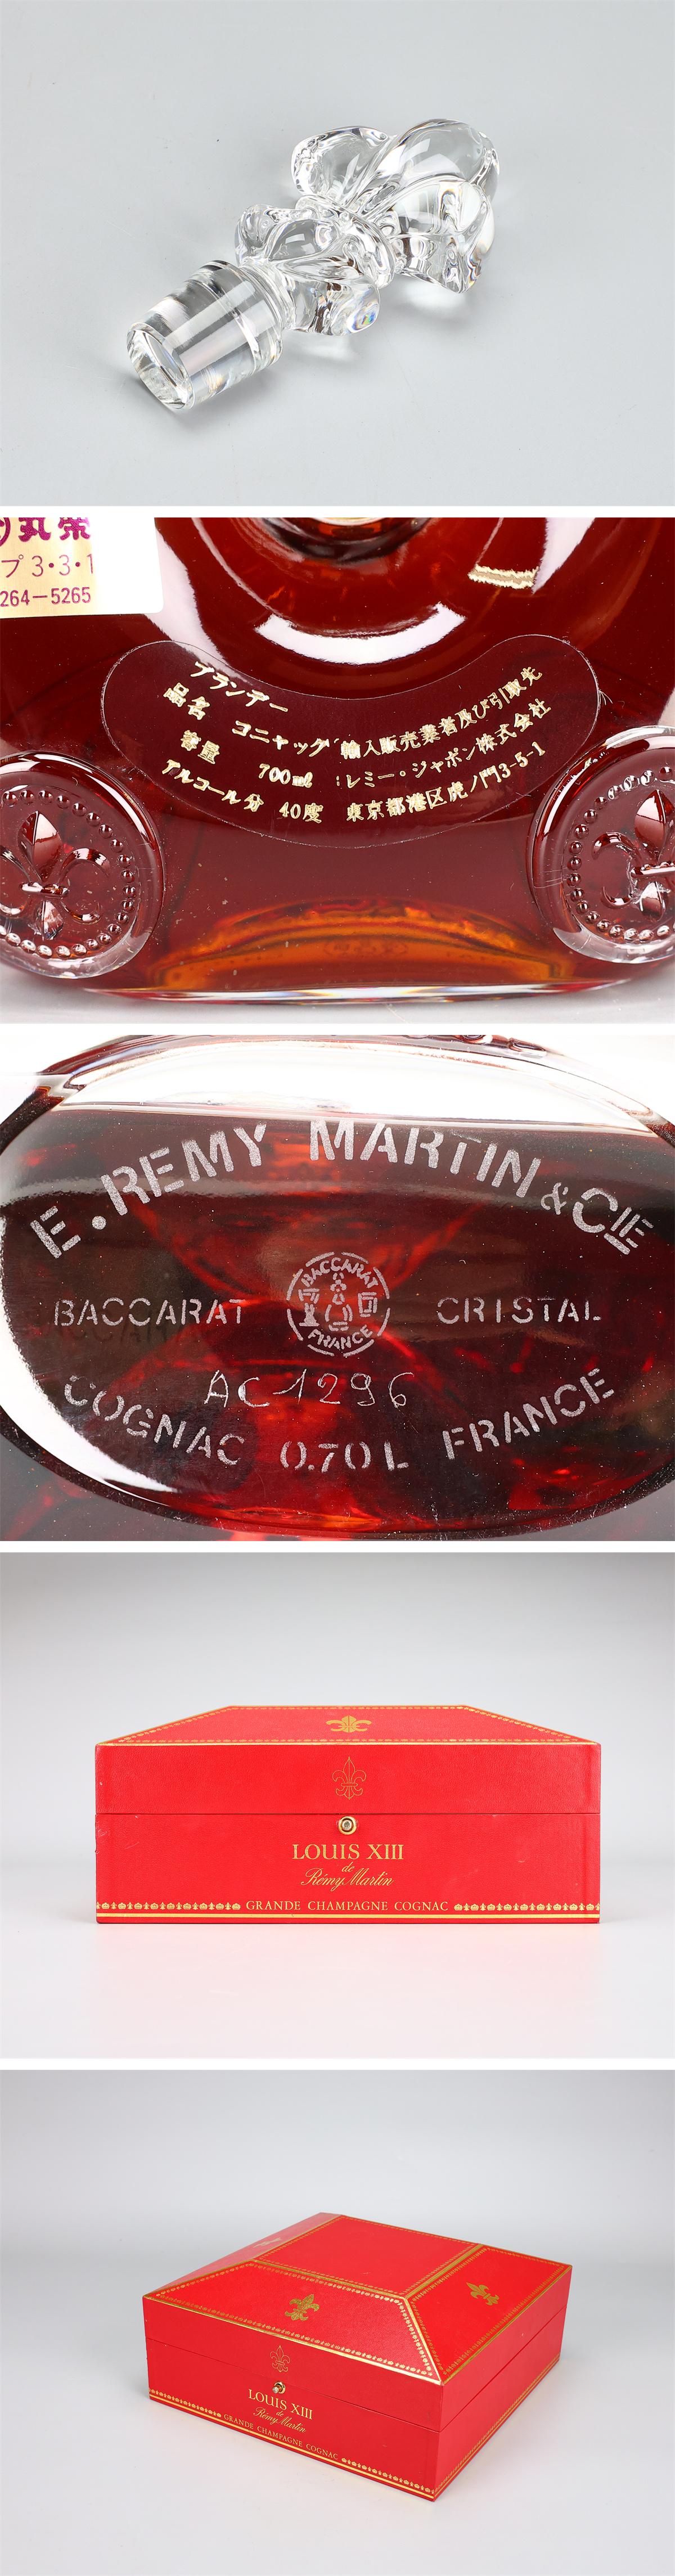 丸栄
プ 3・3・1
264-5265
ブランデー
品名 コニャック
容量 700ml
アルコール分 40度
輸入販売業者及び引取先
レミー・ジャポン株式会社
東京都港区虎ノ門3-5-1
E. REMY MARTIN & CIE
BACCARAT
BACCARAT
FRANCE
CRISTAL
AC1296
COGNAC 0.70 L FRANCE
LOUIS XIII
de
Rémy Martin
GRANDE CHAMPAGNE COGNAC
LOUIS XIII
de
Rémy Martin
GRANDE CHAMPAGNE COGNAC